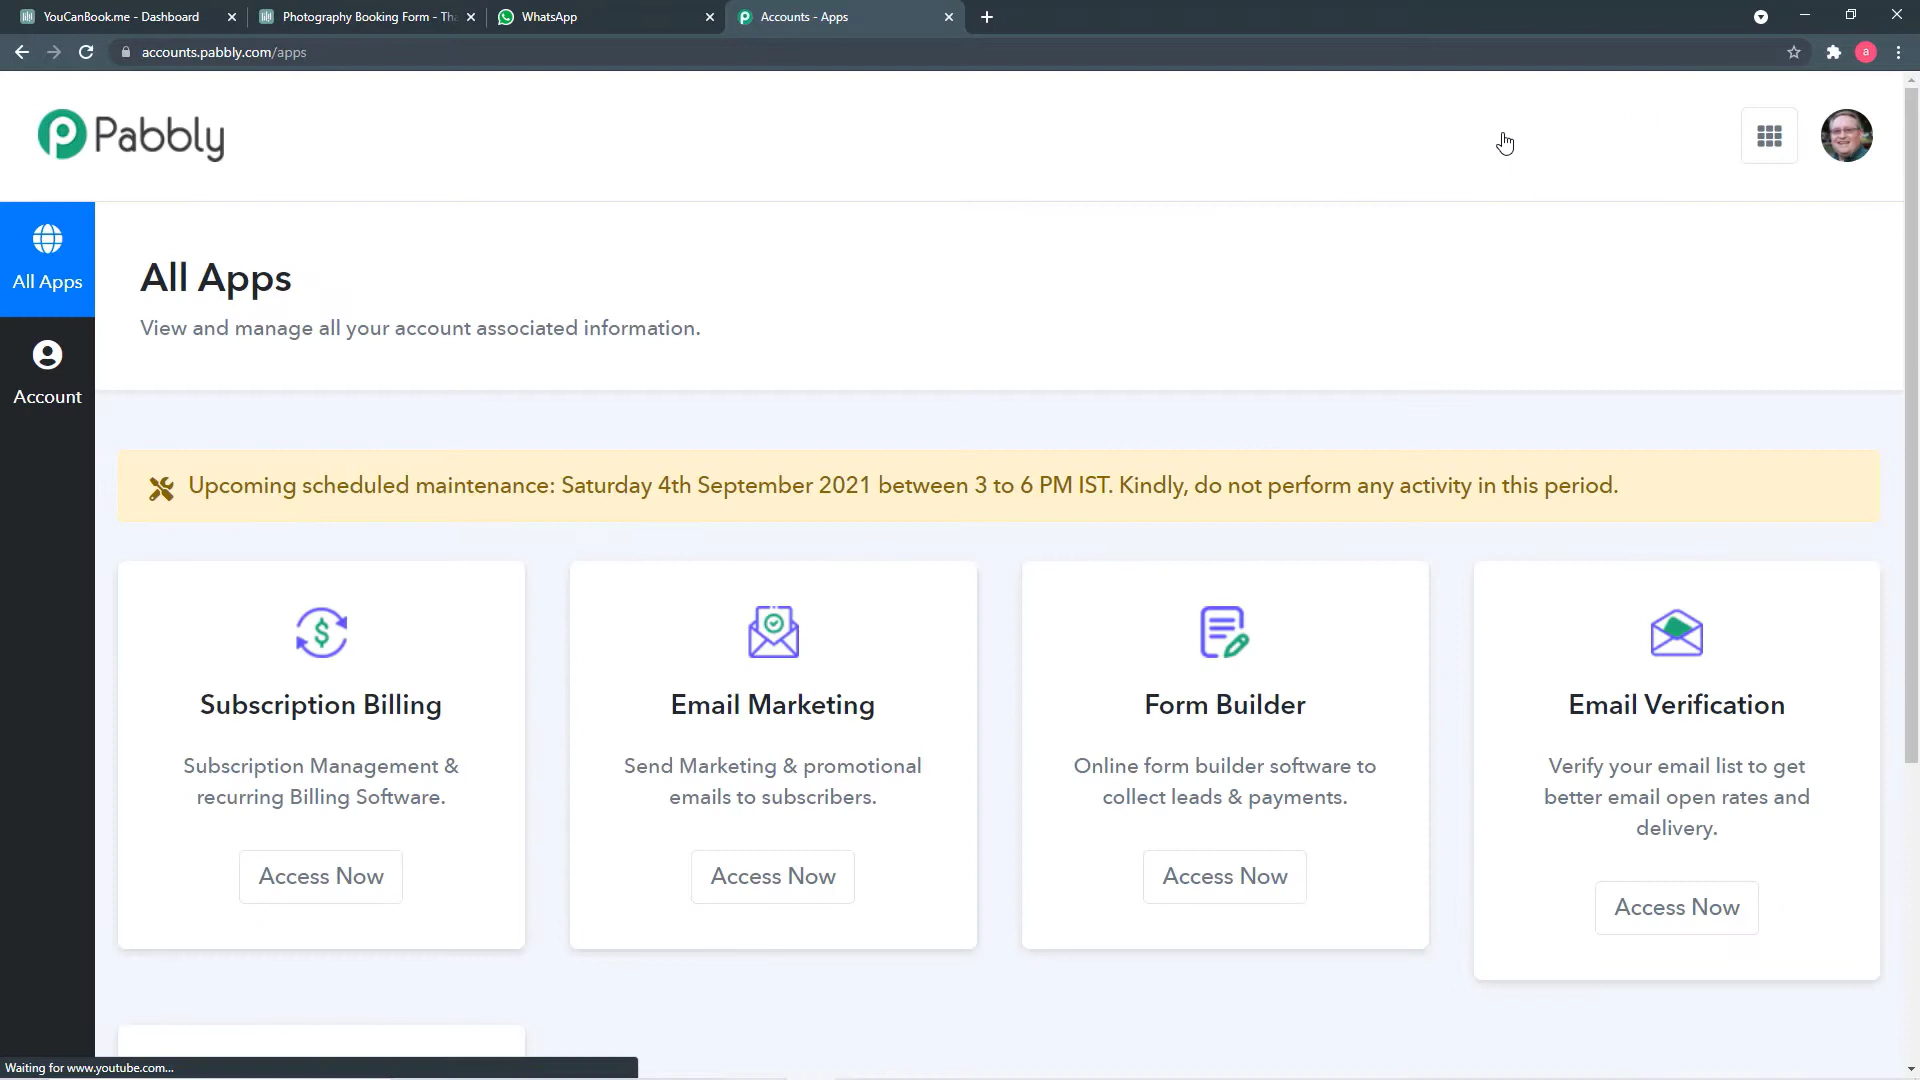 YouCanBook.me - Dashboard
Photography Booking Form - Tha
WhatsApp
Accounts - Apps
accounts.pabbly.com/apps
a
Pabbly
All Apps
Account
All Apps
View and manage all your account associated information.
Upcoming scheduled maintenance: Saturday 4th September 2021 between 3 to 6 PM IST. Kindly, do not perform any activity in this period.
Subscription Billing
Subscription Management &
recurring Billing Software.
Access Now
Email Marketing
Send Marketing & promotional
emails to subscribers.
Access Now
Form Builder
Online form builder software to
collect leads & payments.
Access Now
Email Verification
Verify your email list to get
better email open rates and
delivery.
Access Now
Waiting for www.youtube.com...